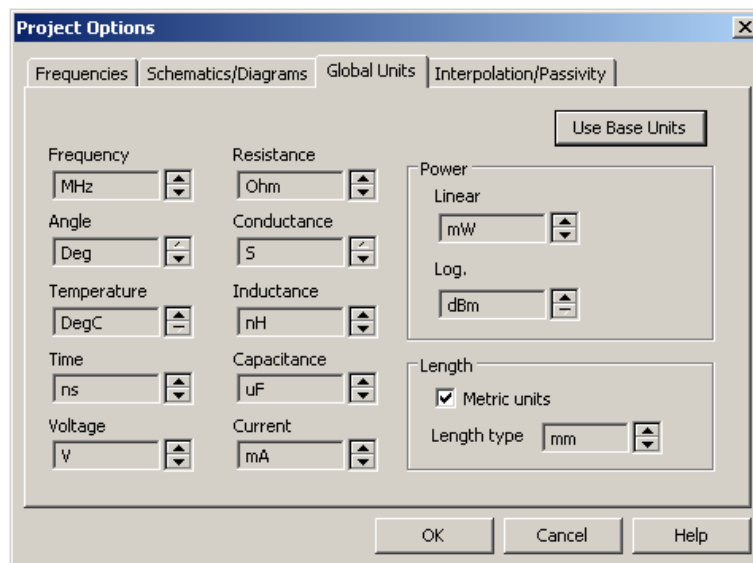 Project Options
Frequencies
Schematics/Diagrams
Global Units
Interpolation/Passivity
Use Base Units
Frequency
MHz
Angle
Deg
Temperature
DegC
Time
ns
Voltage
V
Resistance
Ohm
Conductance
S
Inductance
nH
Capacitance
uF
Current
mA
Power
Linear
mW
Log.
dBm
Length
Metric units
Length type
mm
OK
Cancel
Help